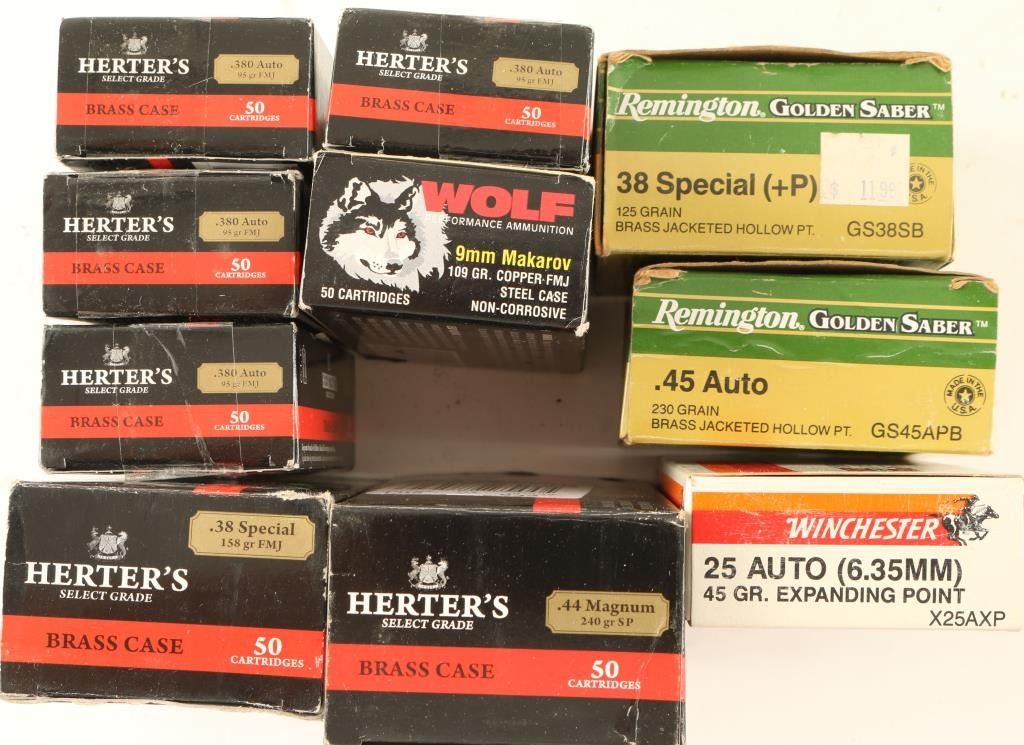 HERTER'S
SELECT GRADE
.380 Auto
95 gr FMJ
BRASS CASE
50
CARTRIDGES
HERTER'S
SELECT GRADE
.380 Auto
95 gr FMJ
BRASS CASE
50
CARTRIDGES
Remington® GOLDEN SABER™
38 Special (+P)
$ 11.99
125 GRAIN
BRASS JACKETED HOLLOW PT.
GS38SB
U.S.A.
HERTER'S
SELECT GRADE
.380 Auto
95 gr FMJ
BRASS CASE
50
CARTRIDGES
WOLF
PERFORMANCE AMMUNITION
9mm Makarov
109 GR. COPPER-FMJ
50 CARTRIDGES
STEEL CASE
NON-CORROSIVE
Remington® GOLDEN SABER™
.45 Auto
230 GRAIN
BRASS JACKETED HOLLOW PT.
GS45APB
MADE IN THE
U.S.A.
HERTER'S
SELECT GRADE
.380 Auto
95 gr FMJ
BRASS CASE
50
CARTRIDGES
HERTER'S
SELECT GRADE
.38 Special
158 gr FMJ
BRASS CASE
50
CARTRIDGES
HERTER'S
SELECT GRADE
.44 Magnum
240 gr SP
BRASS CASE
50
CARTRIDGES
WINCHESTER
25 AUTO (6.35MM)
45 GR. EXPANDING POINT
X25AXP